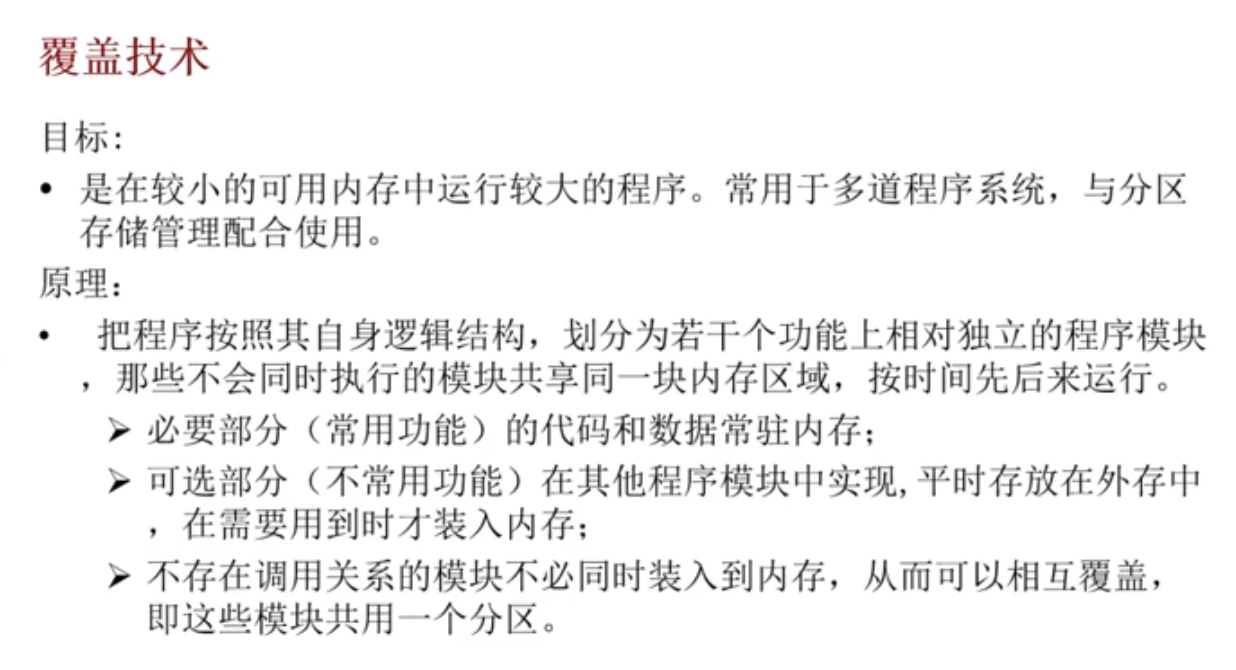 覆盖技术
目标:
• 是在较小的可用内存中运行较大的程序。常用于多道程序系统，与分区
存储管理配合使用。
原理：
• 把程序按照其自身逻辑结构，划分为若干个功能上相对独立的程序模块
，那些不会同时执行的模块共享同一块内存区域，按时间先后来运行。
➢ 必要部分（常用功能）的代码和数据常驻内存；
➢ 可选部分（不常用功能）在其他程序模块中实现,平时存放在外存中
，在需要用到时才装入内存；
➢ 不存在调用关系的模块不必同时装入到内存，从而可以相互覆盖，
即这些模块共用一个分区。